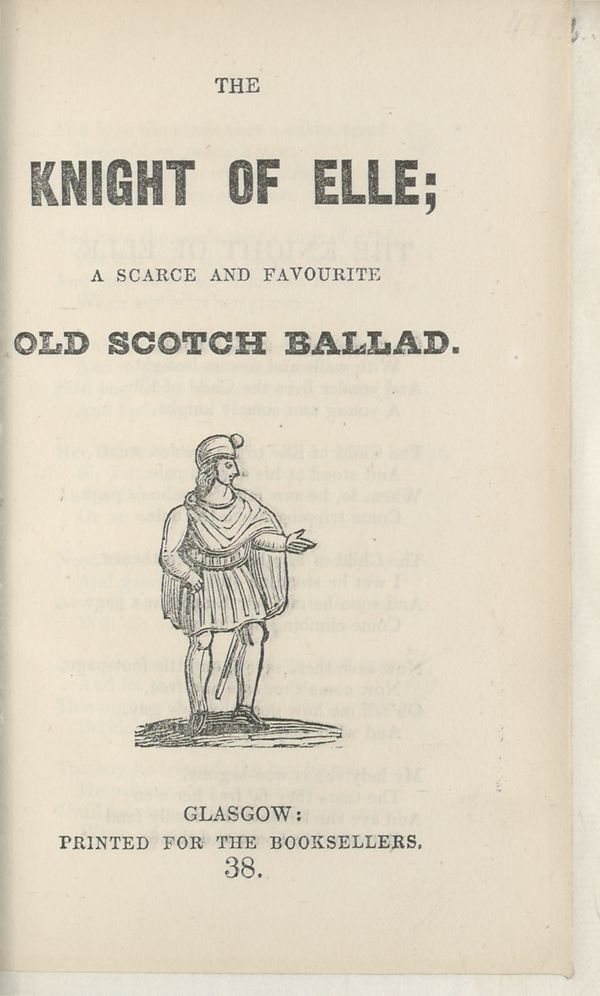 THE
KNIGHT OF ELLE;
A SCARCE AND FAVOURITE
OLD SCOTCH BALLAD.
GLASGOW:
PRINTED FOR THE BOOKSELLERS.
38.